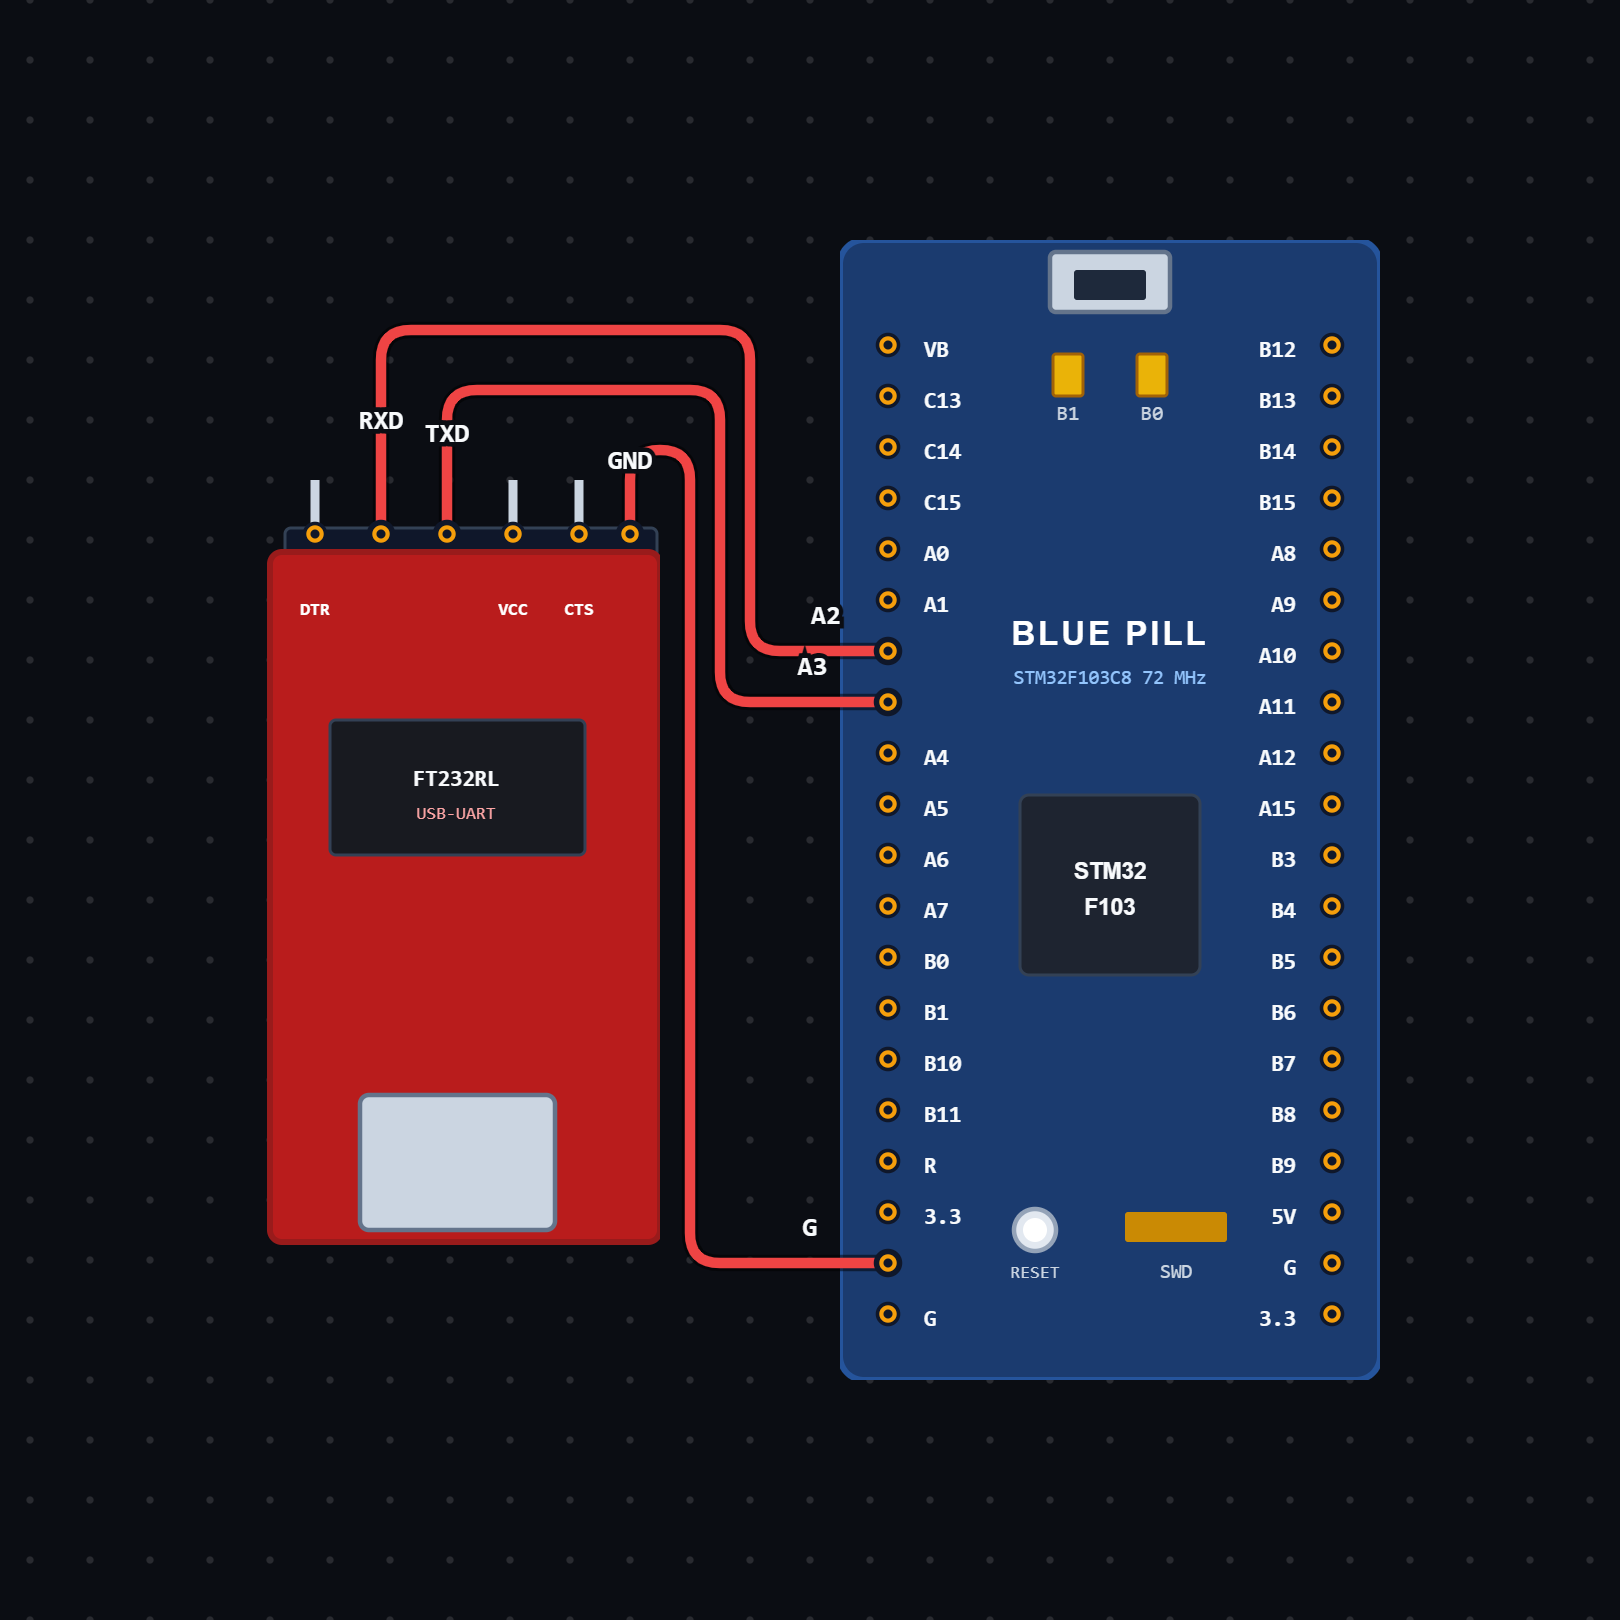 RXD
TXD
GND
DTR
VCC
CTS
FT232RL
USB-UART
A2
A3
G
VB
C13
C14
C15
A0
A1
A4
A5
A6
A7
B0
B1
B10
B11
R
3.3
G
B1
B0
BLUE PILL
STM32F103C8 72 MHz
STM32
F103
RESET
SWD
B12
B13
B14
B15
A8
A9
A10
A11
A12
A15
B3
B4
B5
B6
B7
B8
B9
5V
G
3.3